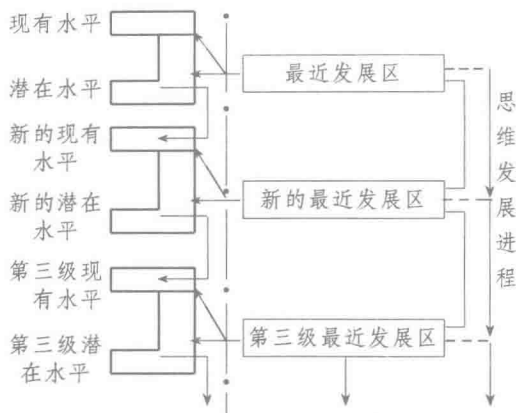 现有水平
潜在水平
新的现有
水平
新的潜在
水平
第三级现
有水平
第三级潜
在水平
最近发展区
新的最近发展区
第三级最近发展区
思维发展进程